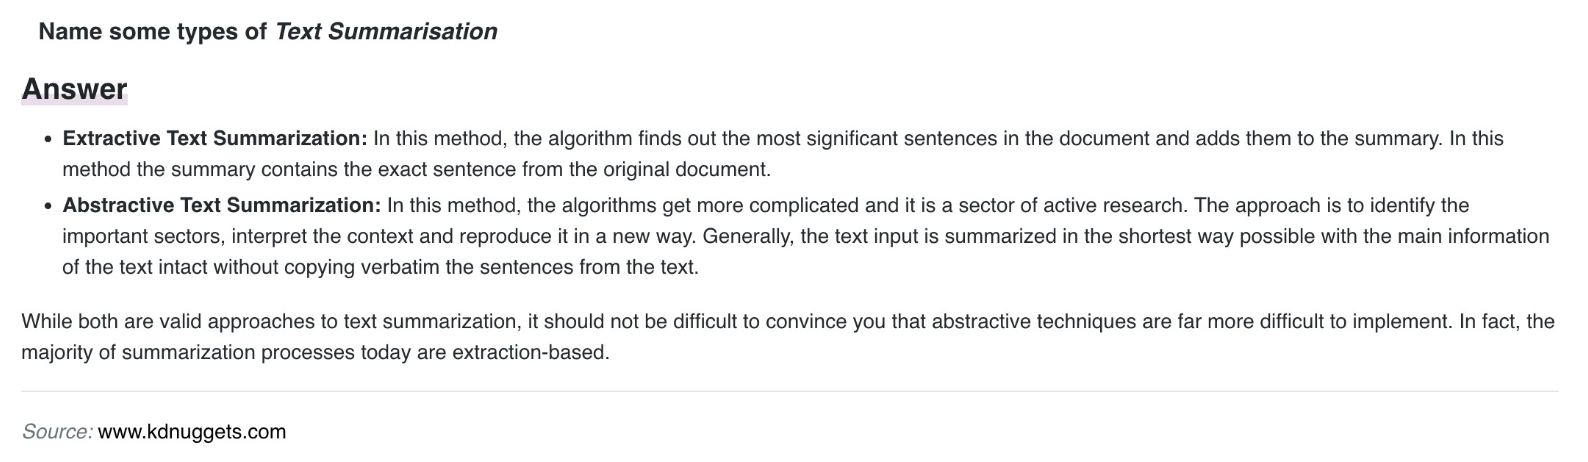 Name some types of Text Summarisation
Answer
• Extractive Text Summarization: In this method, the algorithm finds out the most significant sentences in the document and adds them to the summary. In this
method the summary contains the exact sentence from the original document.
• Abstractive Text Summarization: In this method, the algorithms get more complicated and it is a sector of active research. The approach is to identify the
important sectors, interpret the context and reproduce it in a new way. Generally, the text input is summarized in the shortest way possible with the main information
of the text intact without copying verbatim the sentences from the text.
While both are valid approaches to text summarization, it should not be difficult to convince you that abstractive techniques are far more difficult to implement. In fact, the
majority of summarization processes today are extraction-based.
Source: www.kdnuggets.com